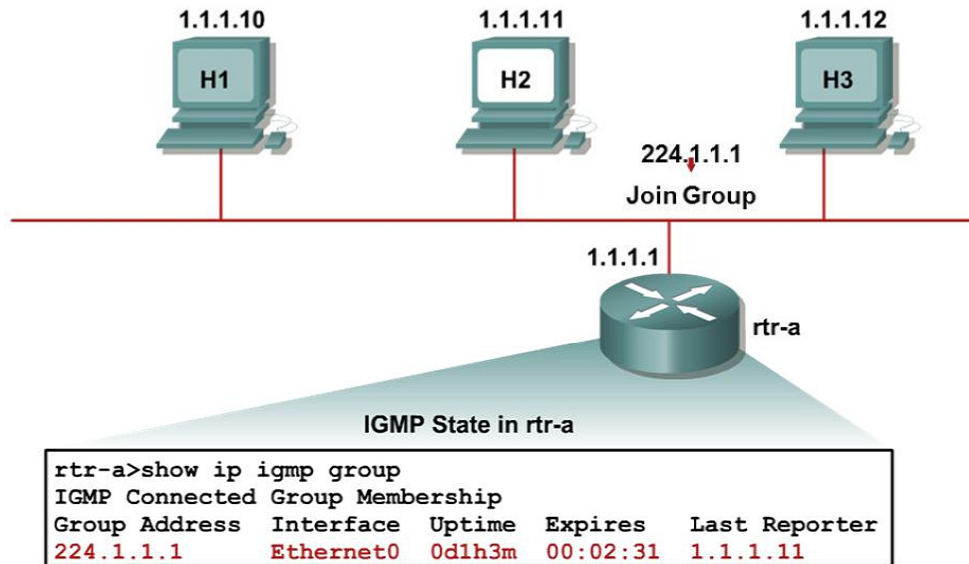 1.1.1.10 1.1.1.11 1.1.1.12
H1 H2 H3
224.1.1.1
Join Group
1.1.1.1
rtr-a
IGMP State in rtr-a
rtr-a>show ip igmp group
IGMP Connected Group Membership
Group Address Interface Uptime Expires Last Reporter
224.1.1.1 Ethernet0 0d1h3m 00:02:31 1.1.1.11